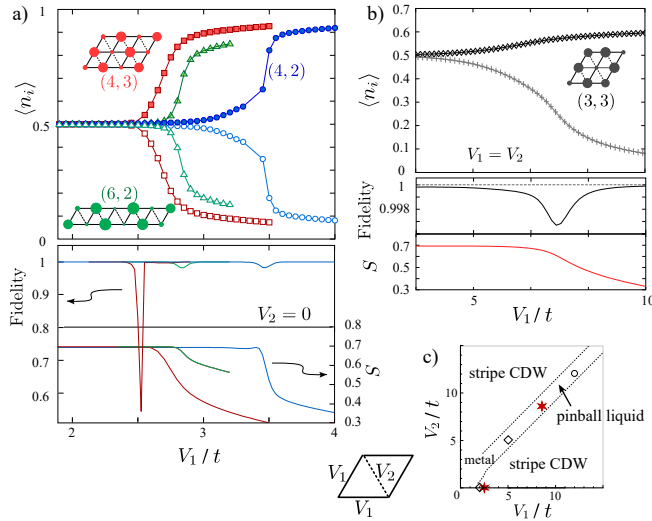 a)
1
⟨n_i⟩
0.5
0
(4, 3)
(4, 2)
(6, 2)
Fidelity
1
0.9
0.8
0.7
0.6
V_2 = 0
0.8
0.7
0.6
0.5
0.4
0.3
S
2
3
4
V_1 / t
b)
0.7
0.6
0.5
0.4
0.3
0.2
0.1
0
⟨n_i⟩
(3, 3)
V_1 = V_2
1
0.998
Fidelity
0.7
0.5
0.3
S
5
10
V_1 / t
V_1
V_2
V_1
c)
stripe CDW
pinball liquid
metal
stripe CDW
10
5
0
V_2 / t
0
5
10
15
V_1 / t